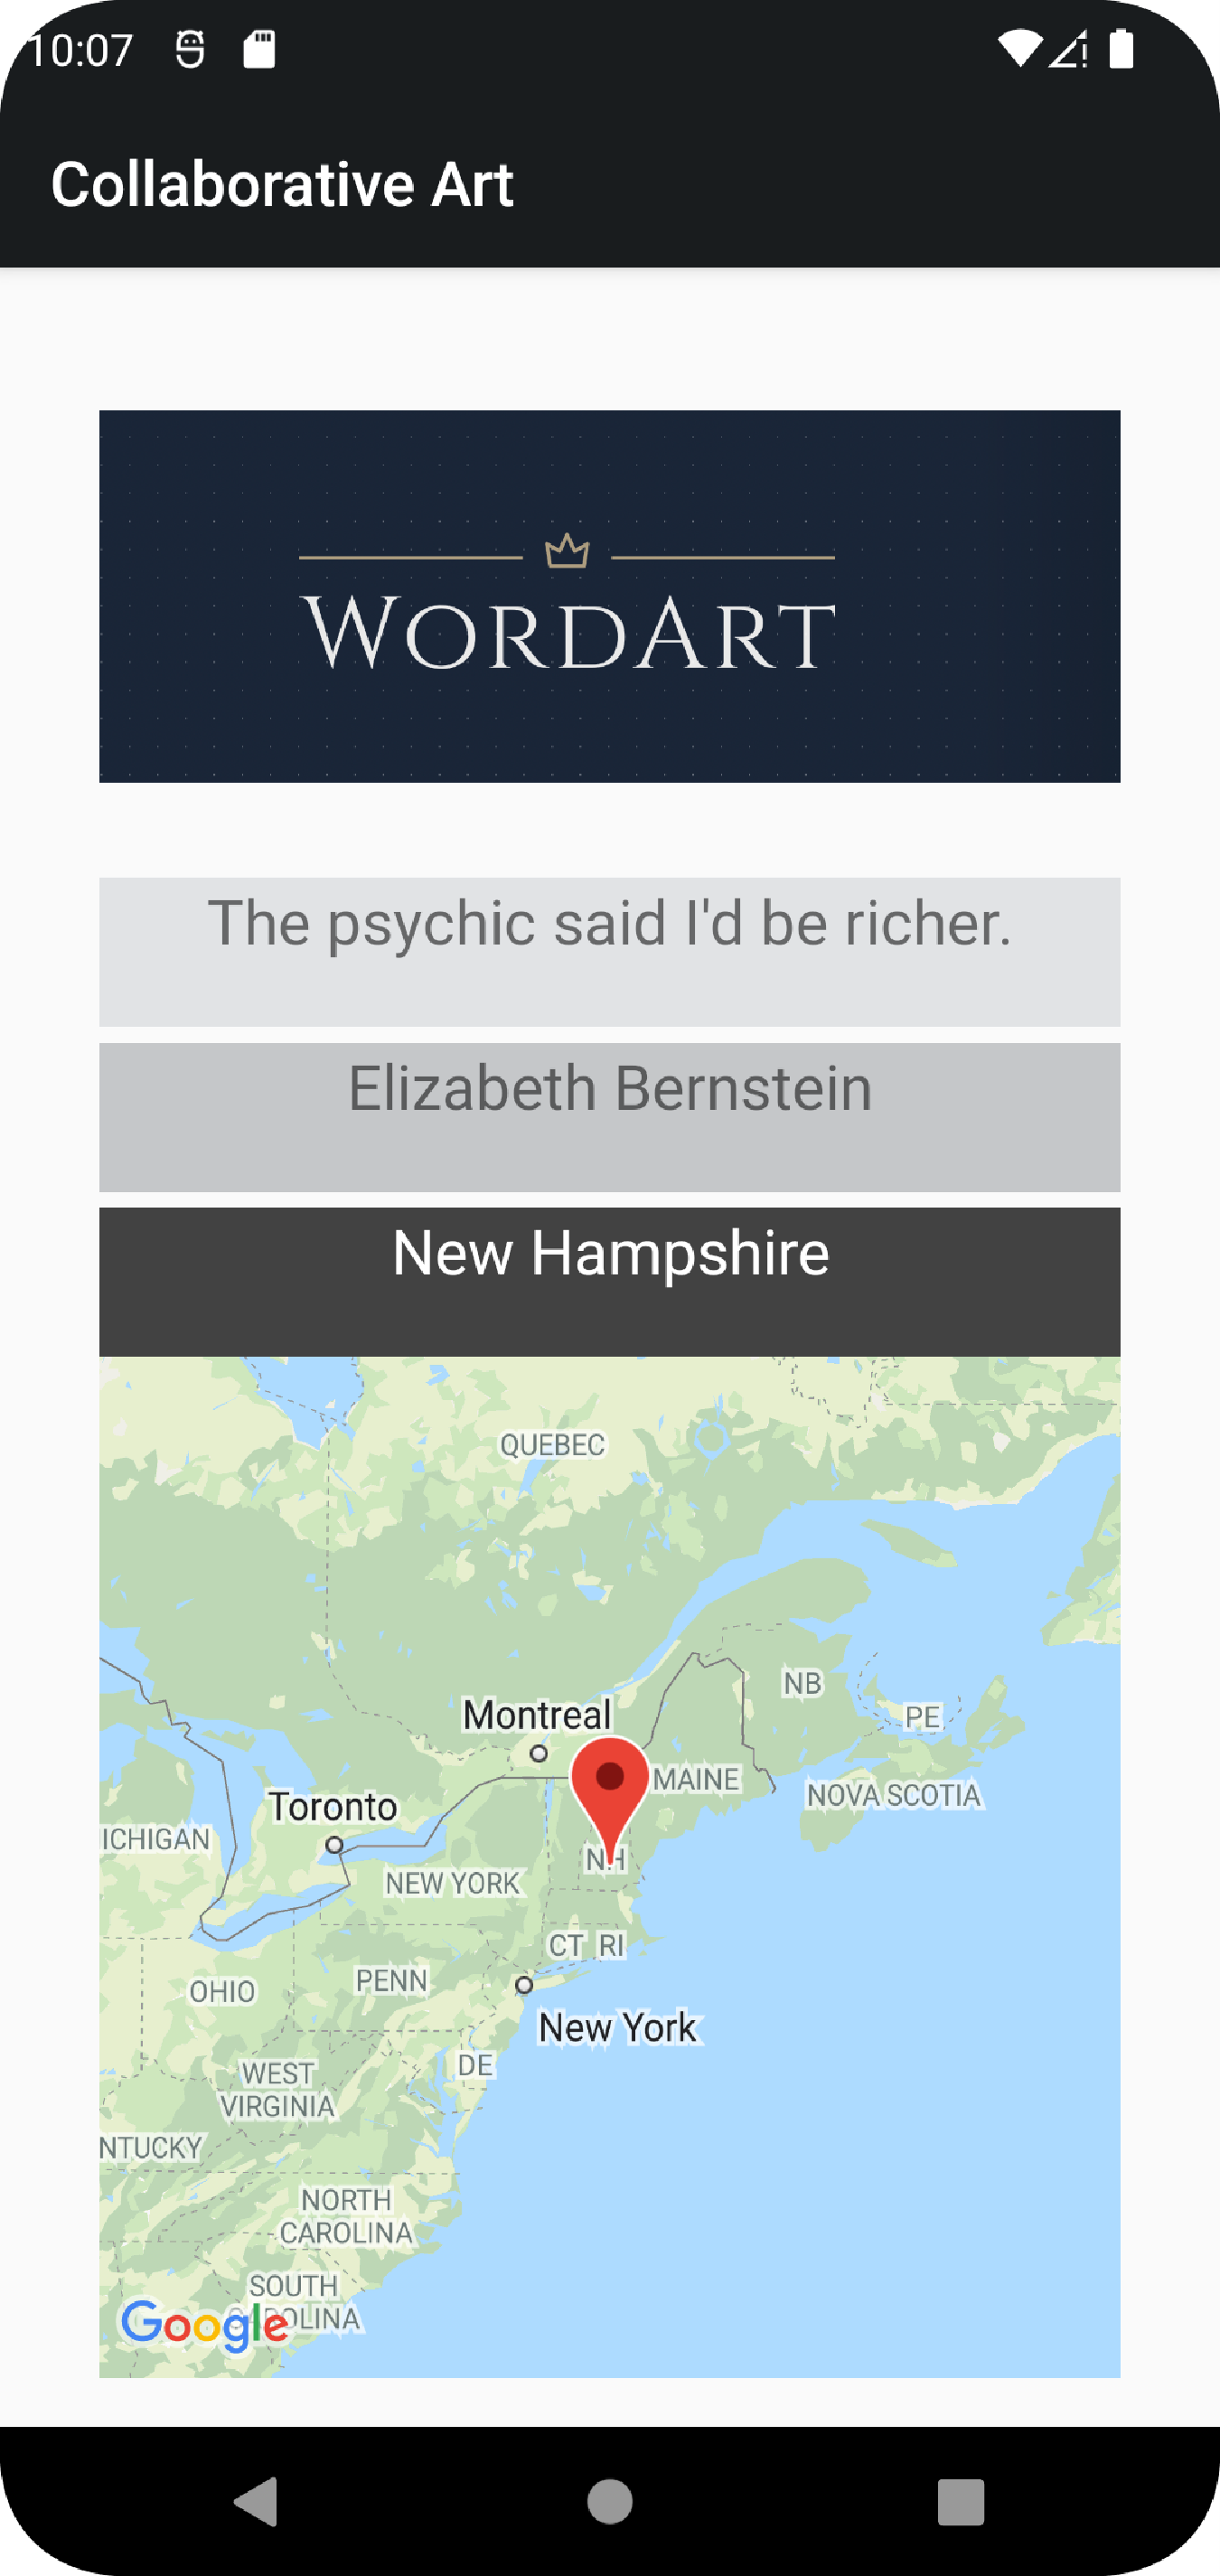 10:07
Collaborative Art
WORDART
The psychic said I'd be richer.
Elizabeth Bernstein
New Hampshire
QUEBEC
NB
Montreal
PE
MAINE
NOVA SCOTIA
Toronto
ICHIGAN
NH
NEW YORK
CT RI
PENN
OHIO
New York
DE
WEST
VIRGINIA
NTUCKY
NORTH
CAROLINA
SOUTH
Google